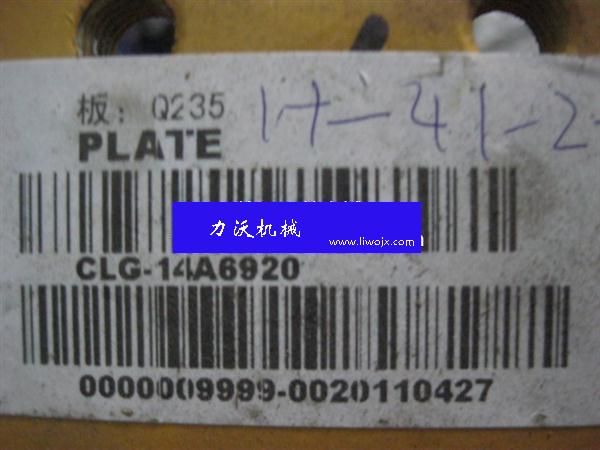 板：Q235
PLATE
17-41-2
力沃机械
www.liwojx.com
CLG-14A6920
0000009999-0020110427